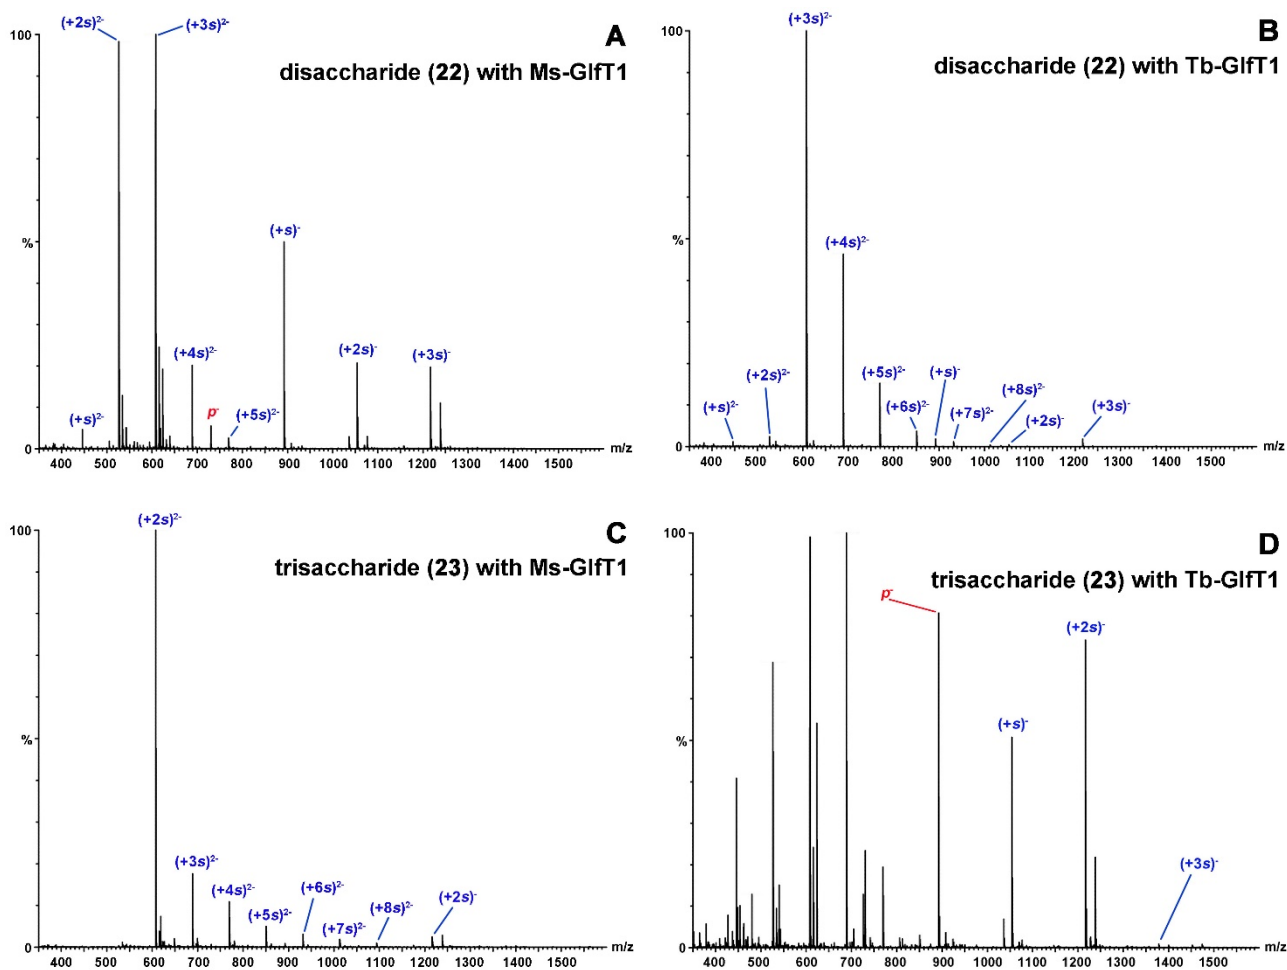 A
disaccharide (22) with Ms-GlfT1
100
%
0
(+2s)²⁻
(+3s)²⁻
(+s)²⁻
(+4s)²⁻
p⁻
(+5s)²⁻
(+s)⁻
(+2s)⁻
(+3s)⁻
400 500 600 700 800 900 1000 1100 1200 1300 1400 1500 m/z
B
disaccharide (22) with Tb-GlfT1
100
%
0
(+3s)²⁻
(+4s)²⁻
(+s)²⁻
(+2s)²⁻
(+5s)²⁻
(+6s)²⁻
(+s)⁻
(+7s)²⁻
(+8s)²⁻
(+2s)⁻
(+3s)⁻
400 500 600 700 800 900 1000 1100 1200 1300 1400 1500 m/z
C
trisaccharide (23) with Ms-GlfT1
100
%
0
(+2s)²⁻
(+3s)²⁻
(+4s)²⁻
(+5s)²⁻
(+6s)²⁻
(+7s)²⁻
(+8s)²⁻
(+2s)⁻
400 500 600 700 800 900 1000 1100 1200 1300 1400 1500 m/z
D
trisaccharide (23) with Tb-GlfT1
100
%
0
p⁻
(+s)⁻
(+2s)⁻
(+3s)⁻
400 500 600 700 800 900 1000 1100 1200 1300 1400 1500 m/z